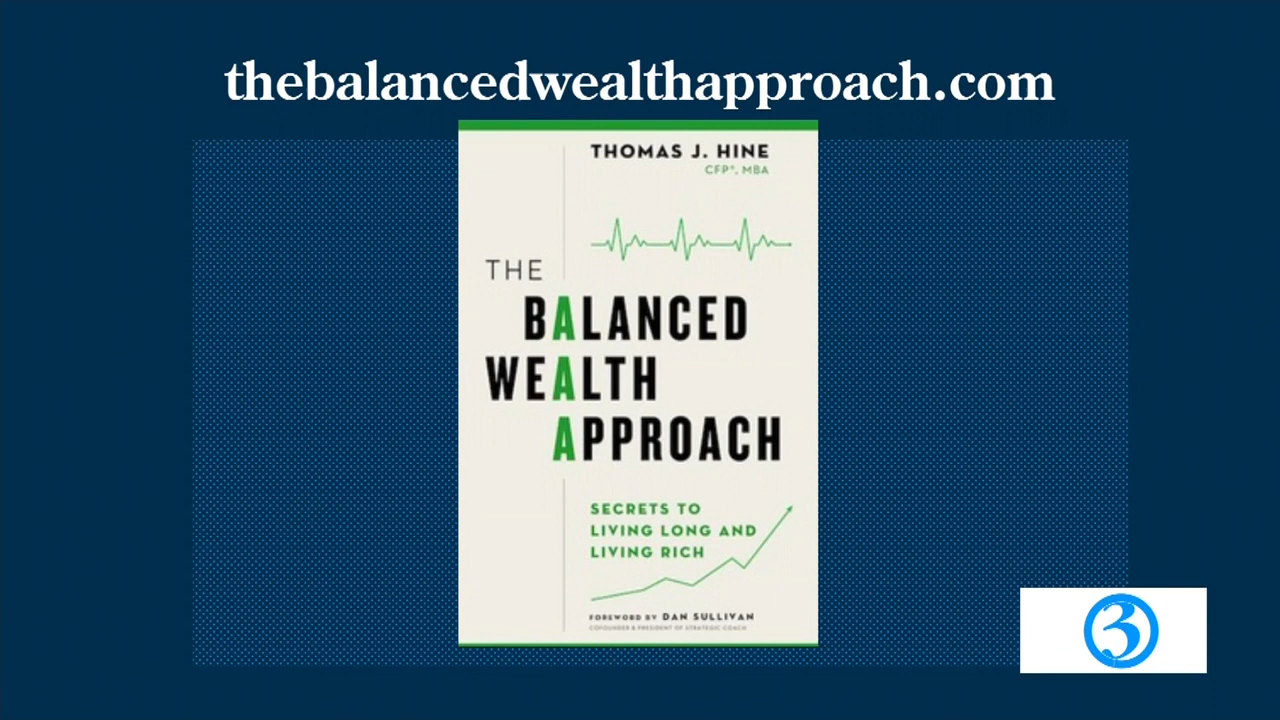 thebalancedwealthapproach.com
THOMAS J. HINE
CFP®, MBA
THE
BALANCED
WEALTH
APPROACH
SECRETS TO
LIVING LONG AND
LIVING RICH
FOREWORD BY DAN SULLIVAN
COFOUNDER & PRESIDENT OF STRATEGIC COACH
3